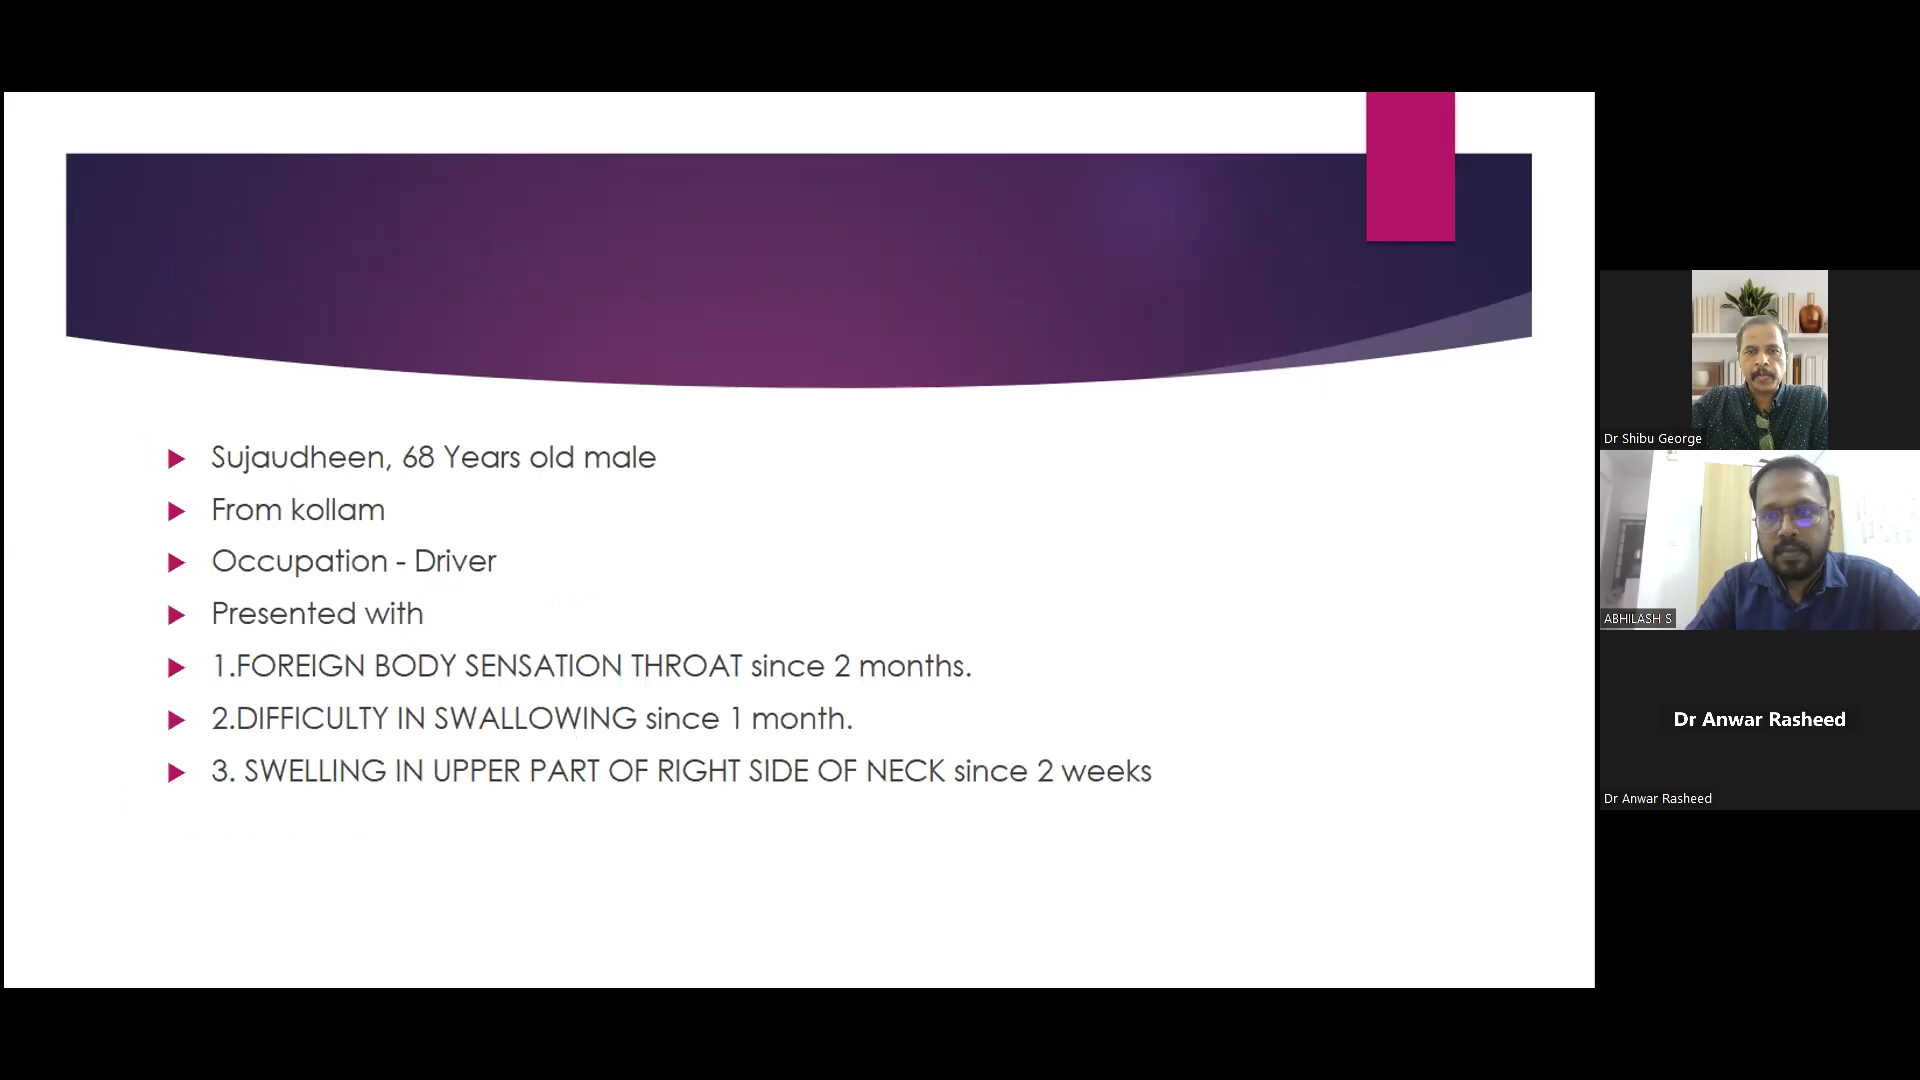 Sujaudheen, 68 Years old male
From kollam
Occupation - Driver
Presented with
1.FOREIGN BODY SENSATION THROAT since 2 months.
2.DIFFICULTY IN SWALLOWING since 1 month.
3. SWELLING IN UPPER PART OF RIGHT SIDE OF NECK since 2 weeks
Dr Shibu George
ABHILASH S
Dr Anwar Rasheed
Dr Anwar Rasheed